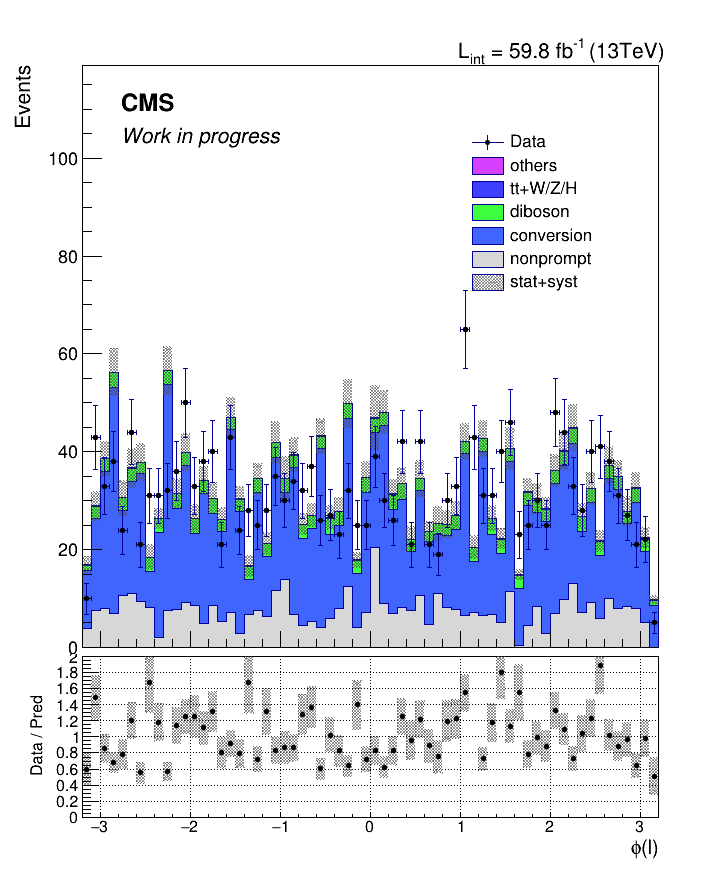 L_int = 59.8 fb^-1 (13TeV)
Events
CMS
Work in progress
Data
others
tt+W/Z/H
diboson
conversion
nonprompt
stat+syst
100
80
60
40
20
0
Data / Pred
2
1.8
1.6
1.4
1.2
1
0.8
0.6
0.4
0.2
0
−3 −2 −1 0 1 2 3
ϕ(l)